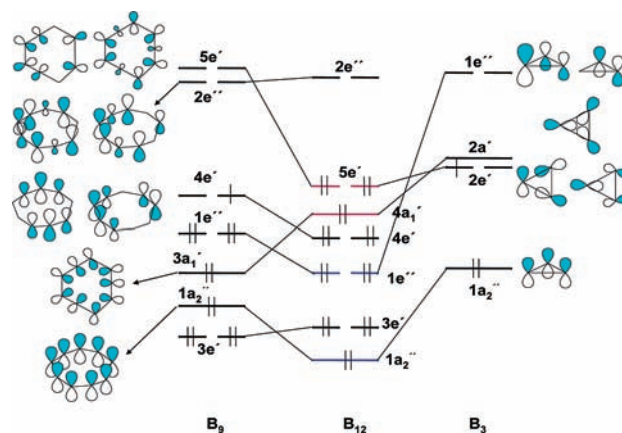 5e′
2e′′
4e′
1e′′
3a₁′
1a₂′′
3e′
B₉
2e′′
5e′
4a₁′
4e′
1e′′
3e′
1a₂′′
B₁₂
1e′′
2a′
2e′
1a₂′′
B₃